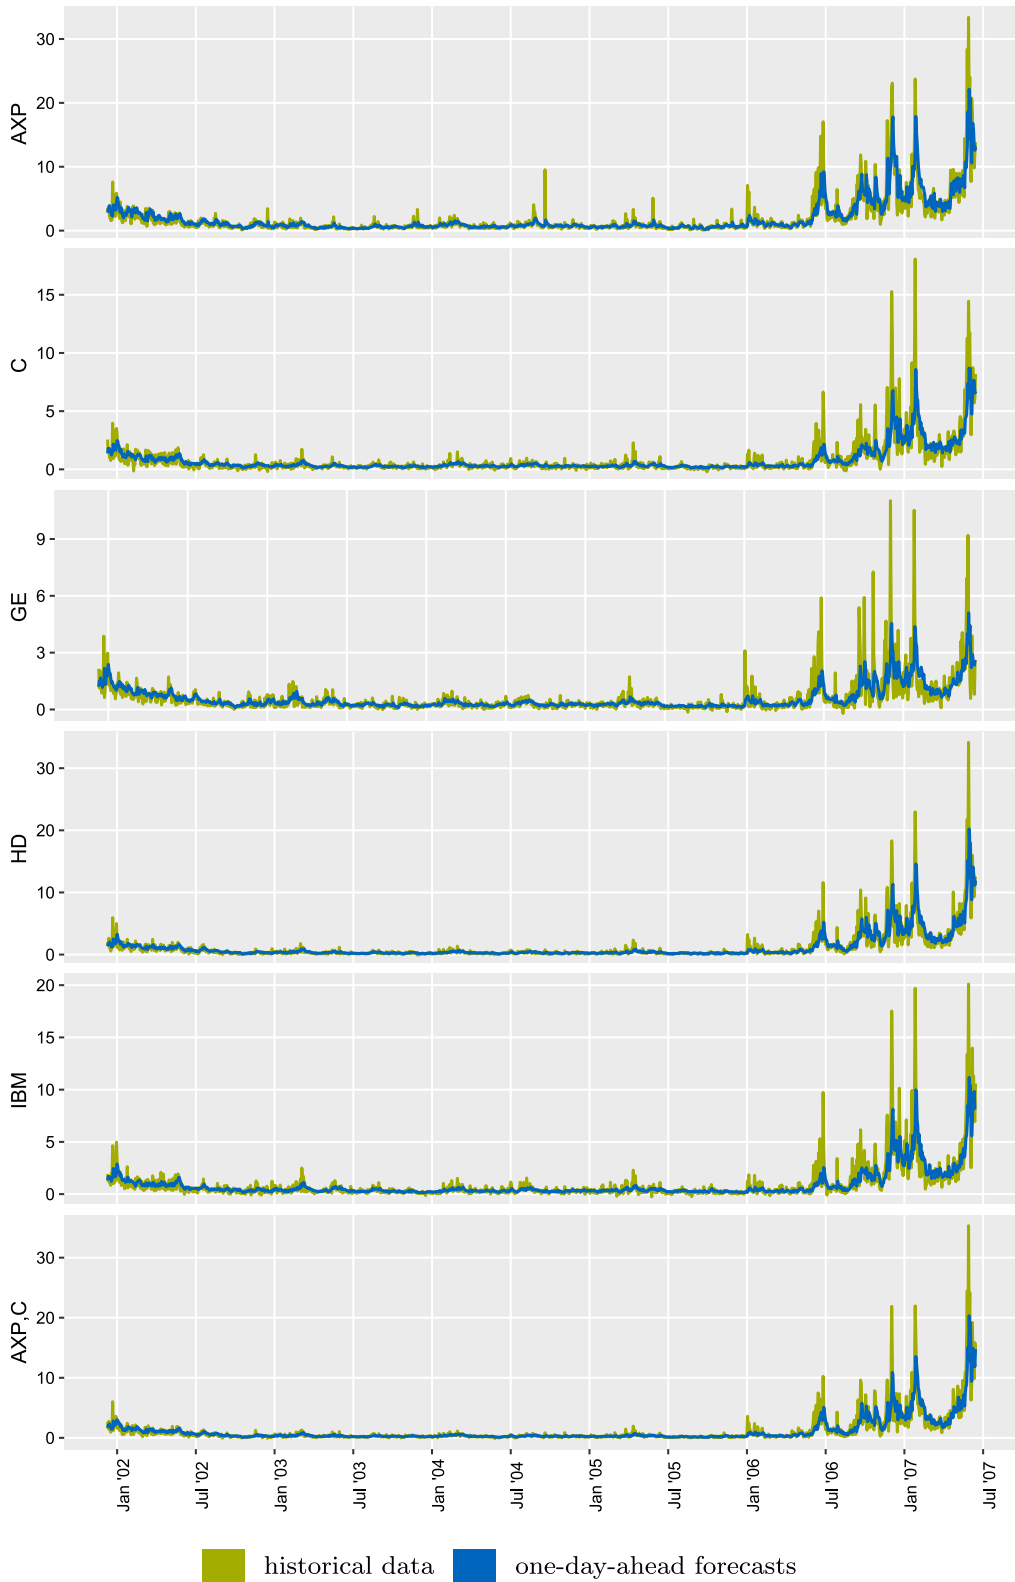 AXP
30
20
10
0
C
15
10
5
0
GE
9
6
3
0
HD
30
20
10
0
IBM
20
15
10
5
0
AXP,C
30
20
10
0
Jan '02
Jul '02
Jan '03
Jul '03
Jan '04
Jul '04
Jan '05
Jul '05
Jan '06
Jul '06
Jan '07
Jul '07
historical data
one-day-ahead forecasts